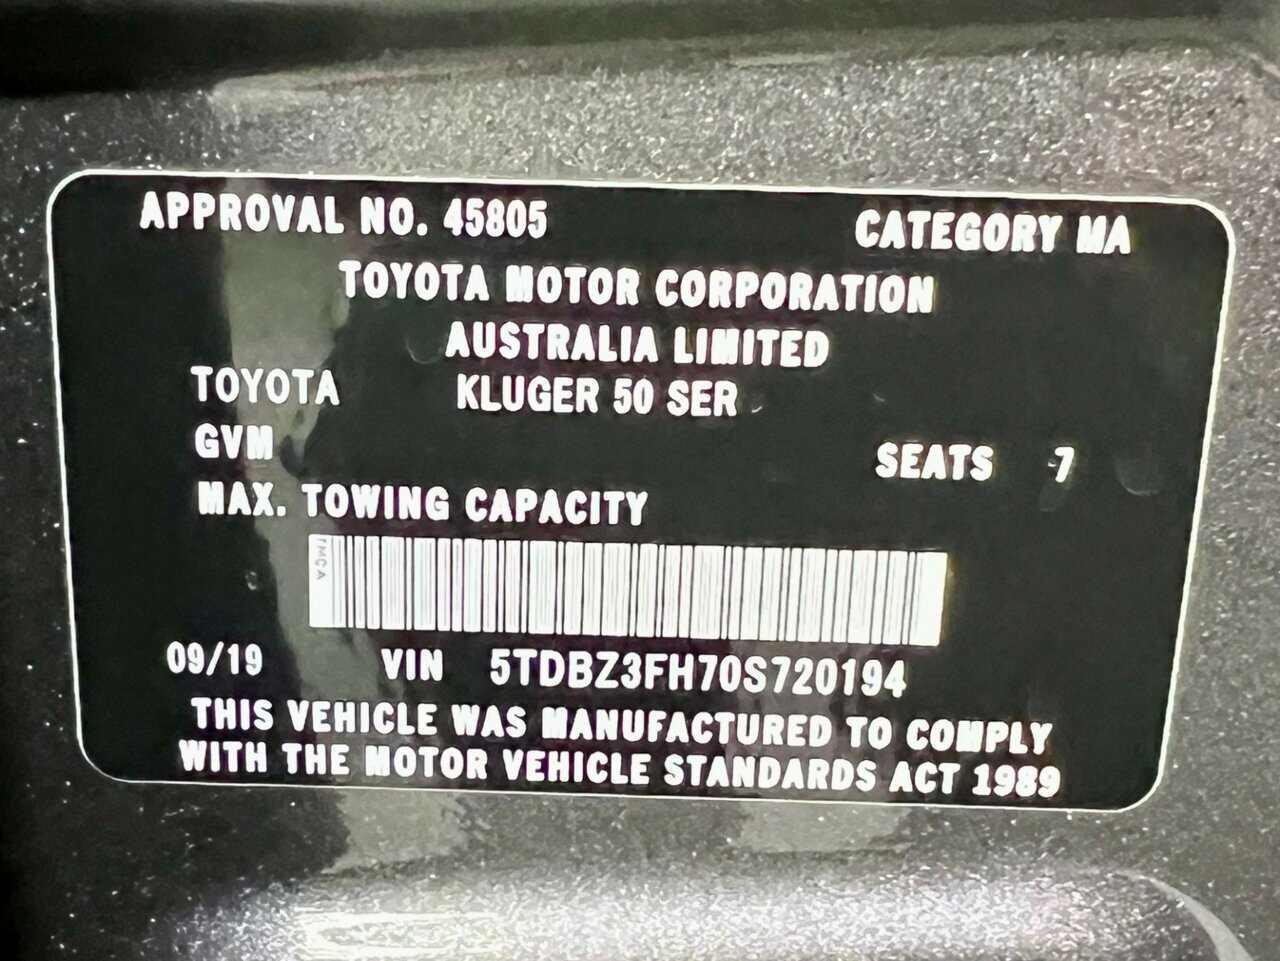 APPROVAL NO. 45805 CATEGORY MA
TOYOTA MOTOR CORPORATION
AUSTRALIA LIMITED
TOYOTA KLUGER 50 SER
GVM SEATS 7
MAX. TOWING CAPACITY
TMCA
09/19 VIN 5TDBZ3FH70S720194
THIS VEHICLE WAS MANUFACTURED TO COMPLY
WITH THE MOTOR VEHICLE STANDARDS ACT 1989